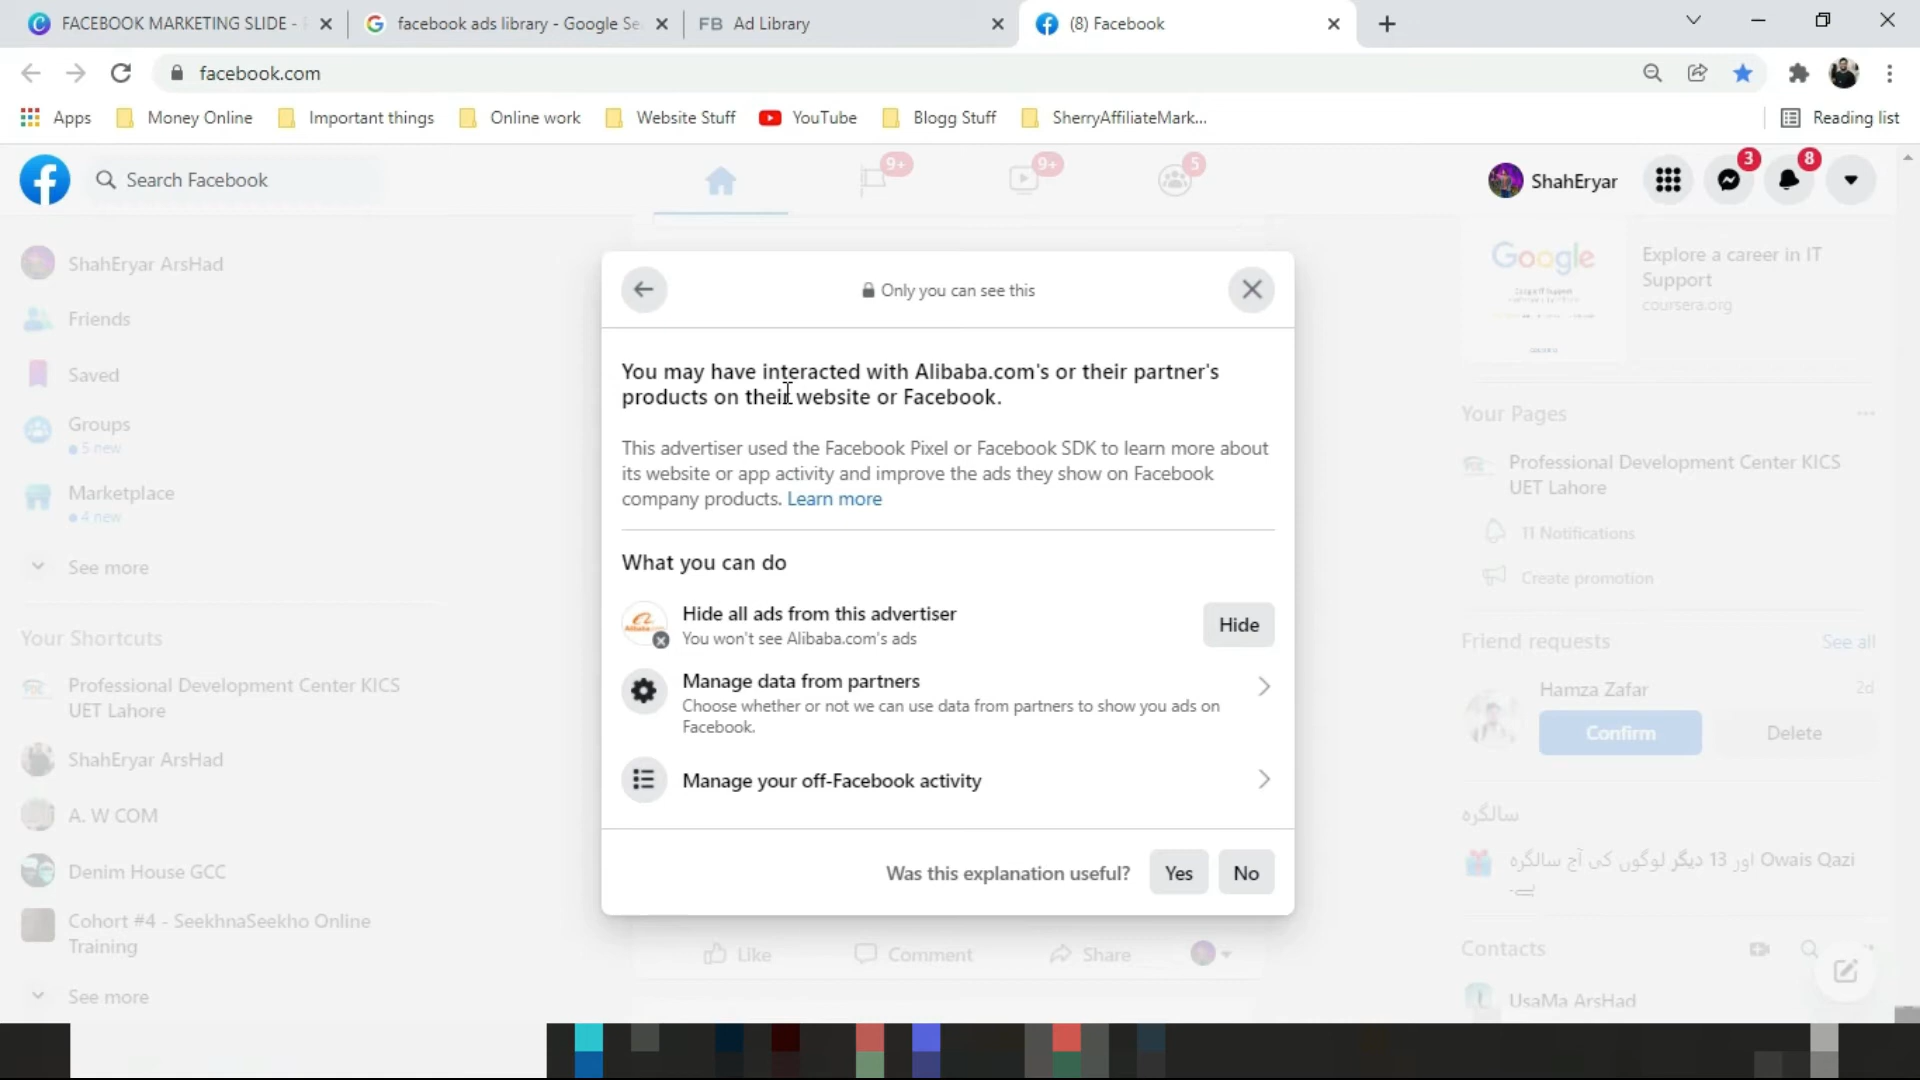 FACEBOOK MARKETING SLIDE -
facebook ads library - Google Se
FB Ad Library
(8) Facebook
facebook.com
Apps
Money Online
Important things
Online work
Website Stuff
YouTube
Blogg Stuff
SherryAffiliateMark...
Reading list
Search Facebook
9+
9+
5
ShahEryar
3
8
ShahEryar ArsHad
Friends
Saved
Groups
5 new
Marketplace
4 new
See more
Your Shortcuts
Professional Development Center KICS
UET Lahore
ShahEryar ArsHad
A. W COM
Denim House GCC
Cohort #4 - SeekhnaSeekho Online
Training
See more
Only you can see this
You may have interacted with Alibaba.com's or their partner's
products on their website or Facebook.
This advertiser used the Facebook Pixel or Facebook SDK to learn more about
its website or app activity and improve the ads they show on Facebook
company products. Learn more
What you can do
Hide all ads from this advertiser
You won't see Alibaba.com's ads
Hide
Manage data from partners
Choose whether or not we can use data from partners to show you ads on
Facebook.
Manage your off-Facebook activity
Was this explanation useful?
Yes
No
Like
Comment
Share
Google
Explore a career in IT
Support
coursera.org
Your Pages
Professional Development Center KICS
UET Lahore
11 Notifications
Create promotion
Friend requests
See all
Hamza Zafar
2d
Confirm
Delete
سالگرہ
Owais Qazi اور 13 دیگر لوگوں کی آج سالگرہ
ہے۔
Contacts
UsaMa ArsHad